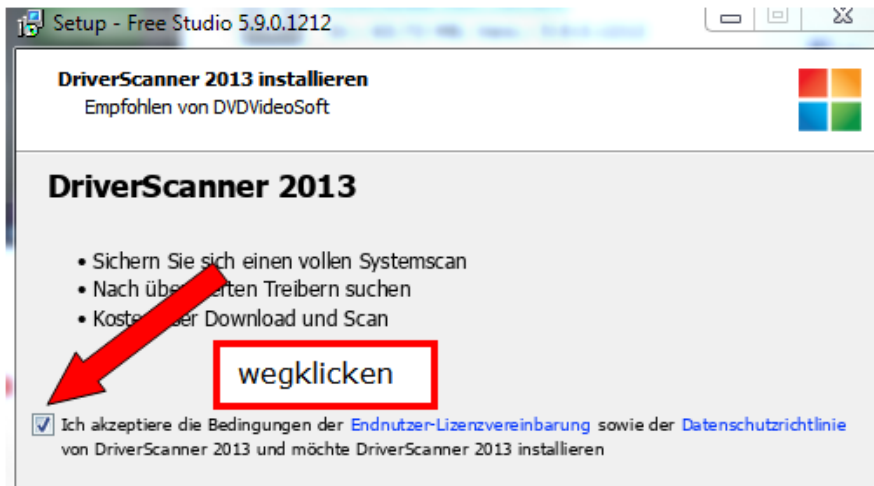 Setup - Free Studio 5.9.0.1212
DriverScanner 2013 installieren
Empfohlen von DVDVideoSoft
DriverScanner 2013
• Sichern Sie sich einen vollen Systemscan
• Nach Treibern suchen
• Download und Scan
wegklicken
Ich akzeptiere die Bedingungen der Endnutzer-Lizenzvereinbarung sowie der Datenschutzrichtlinie
von DriverScanner 2013 und möchte DriverScanner 2013 installieren